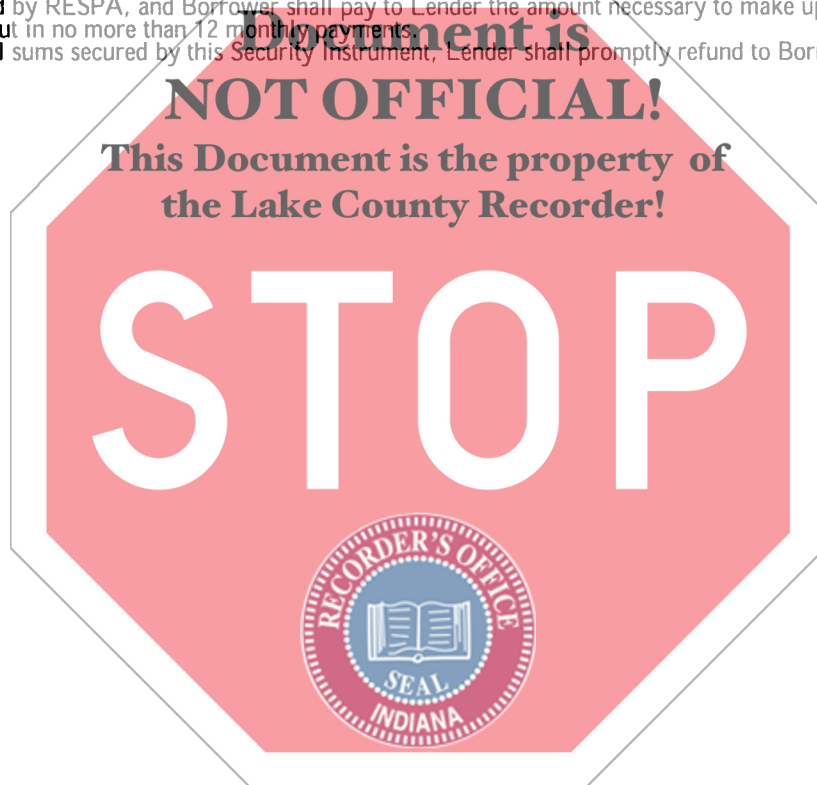 by RESPA, and Borrower shall pay to Lender the amount necessary to make up
ut in no more than 12 monthly payments.
sums secured by this Security Instrument, Lender shall promptly refund to Bor
Document is
NOT OFFICIAL!
This Document is the property of
the Lake County Recorder!
STOP
RECORDER'S OFFICE
SEAL
INDIANA